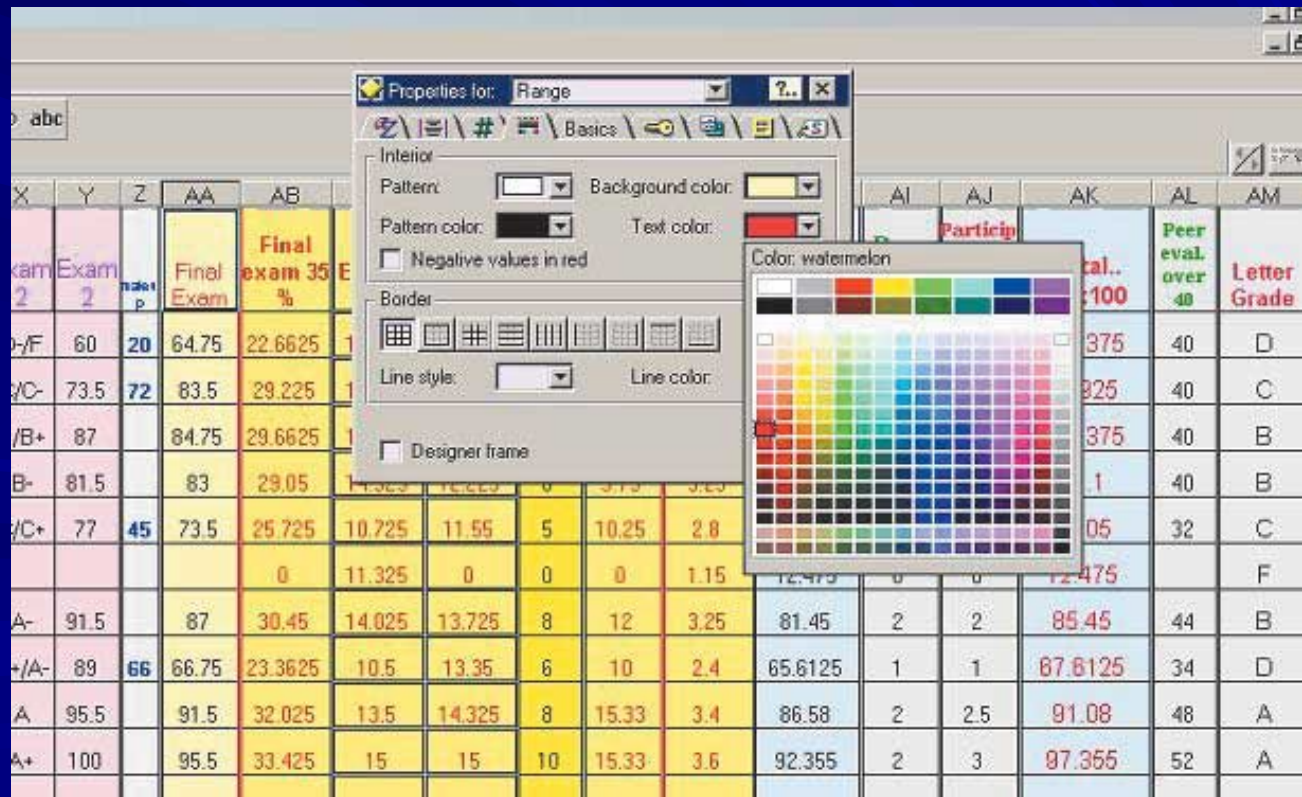 Properties for: Range ?..
abc
# Basics
Interior
Pattern: Background color:
Pattern color: Text color:
Negative values in red
Color: watermelon
Border
Line style: Line color:
Designer frame
X Y Z AA AB AI AJ AK AL AM
Exam Final Final exam 35 % Particip Peer eval. over 40 Letter Grade
2 2 Exam 100
60 20 64.75 22.6625 375 40 D
73.5 72 83.5 29.225 40 C
/B+ 87 84.75 29.6625 375 40 B
B- 81.5 83 29.05 .1 40 B
/C+ 77 45 73.5 25.725 10.725 11.55 5 10.25 2.8 05 32 C
0 11.325 0 0 0 1.15 12.475 0 0 12.475 F
A- 91.5 87 30.45 14.025 13.725 8 12 3.25 81.45 2 2 85.45 44 B
+/A- 89 66 66.75 23.3625 10.5 13.35 6 10 2.4 65.6125 1 1 67.6125 34 D
A 95.5 91.5 32.025 13.5 14.325 8 15.33 3.4 86.58 2 2.5 91.08 48 A
A+ 100 95.5 33.425 15 15 10 15.33 3.6 92.355 2 3 97.355 52 A